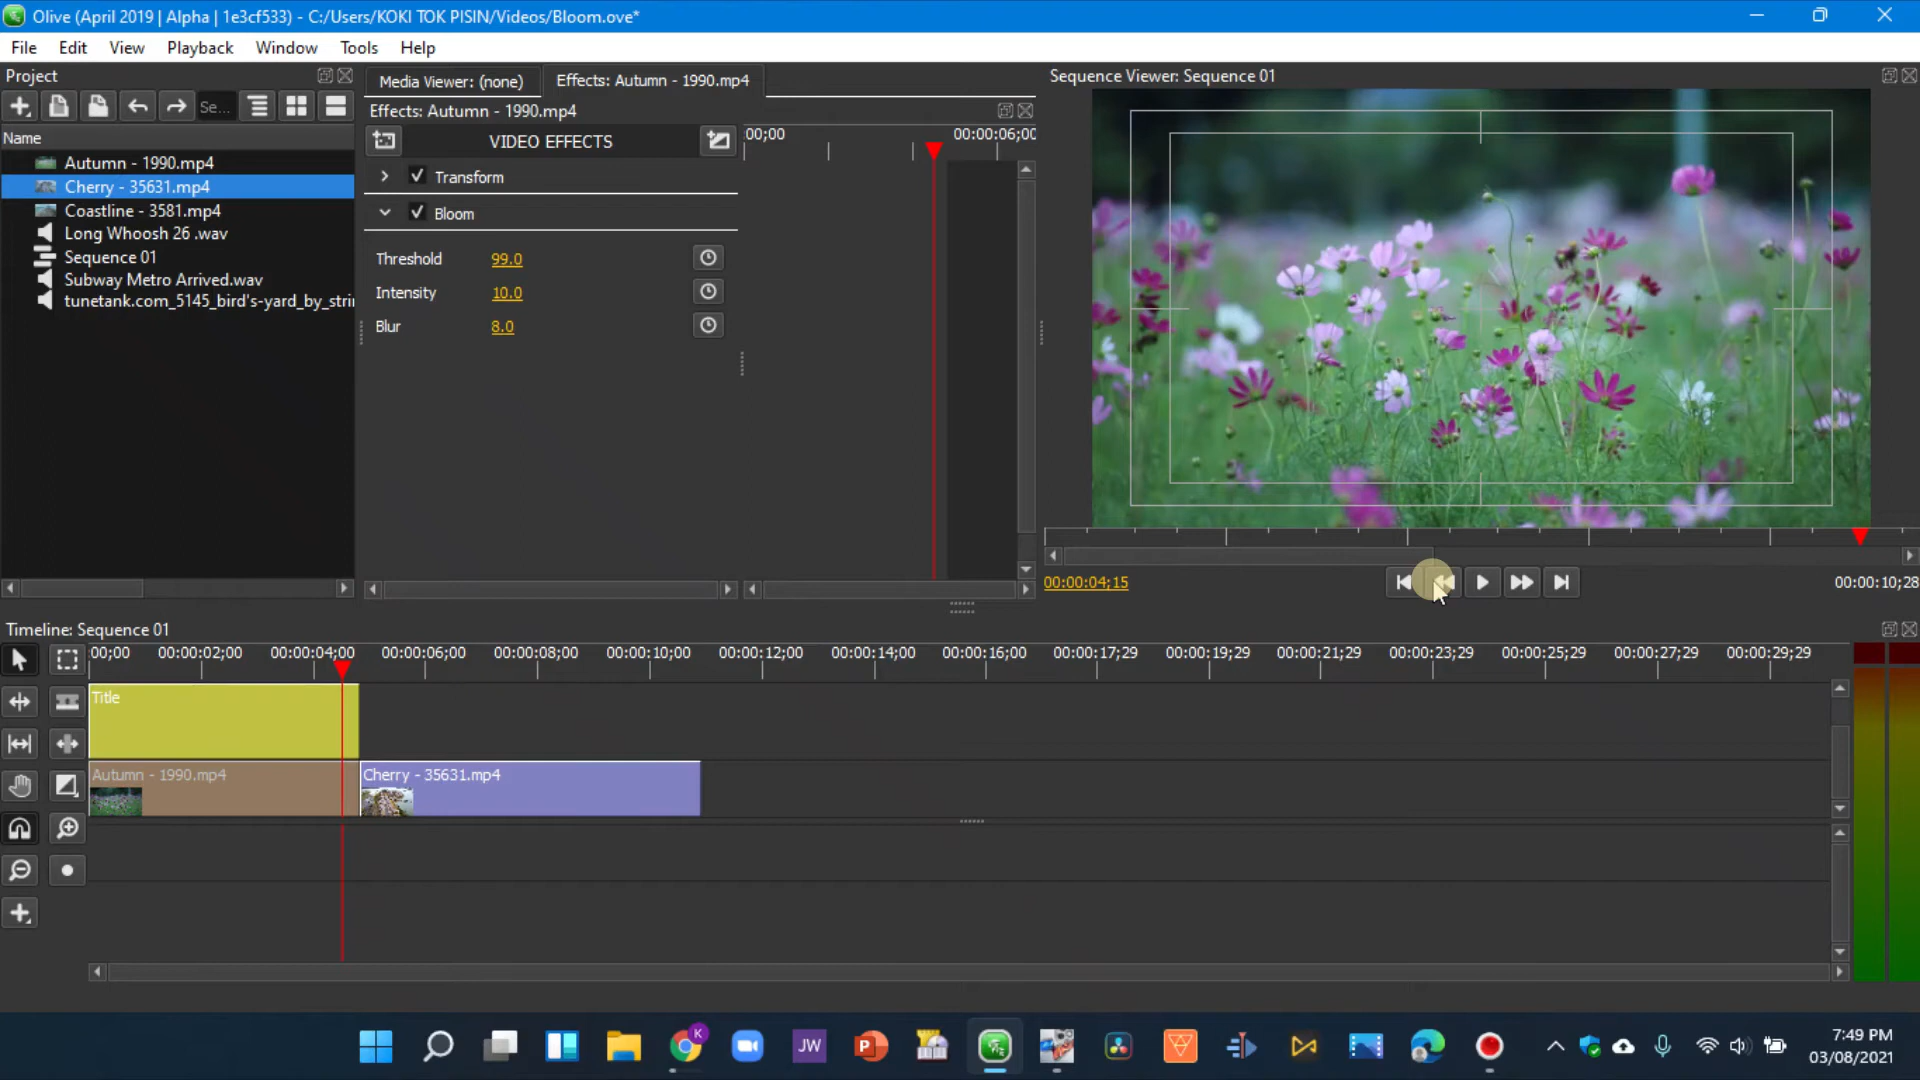 Olive (April 2019 | Alpha | 1e3cf533) - C:/Users/KOKI TOK PISIN/Videos/Bloom.ove*
File Edit View Playback Window Tools Help
Project
Se...
Name
Autumn - 1990.mp4
Cherry - 35631.mp4
Coastline - 3581.mp4
Long Whoosh 26 .wav
Sequence 01
Subway Metro Arrived.wav
tunetank.com_5145_bird's-yard_by_stri
Media Viewer: (none) Effects: Autumn - 1990.mp4
Effects: Autumn - 1990.mp4
VIDEO EFFECTS
:00;00 00:00:06;00
Transform
Bloom
Threshold 99.0
Intensity 10.0
Blur 8.0
Sequence Viewer: Sequence 01
00:00:04;15 00:00:10;28
Timeline: Sequence 01
00;00 00:00:02;00 00:00:04;00 00:00:06;00 00:00:08;00 00:00:10;00 00:00:12;00 00:00:14;00 00:00:16;00 00:00:17;29 00:00:19;29 00:00:21;29 00:00:23;29 00:00:25;29 00:00:27;29 00:00:29;29
Title
Autumn - 1990.mp4 Cherry - 35631.mp4
K
JW
P
7:49 PM
03/08/2021